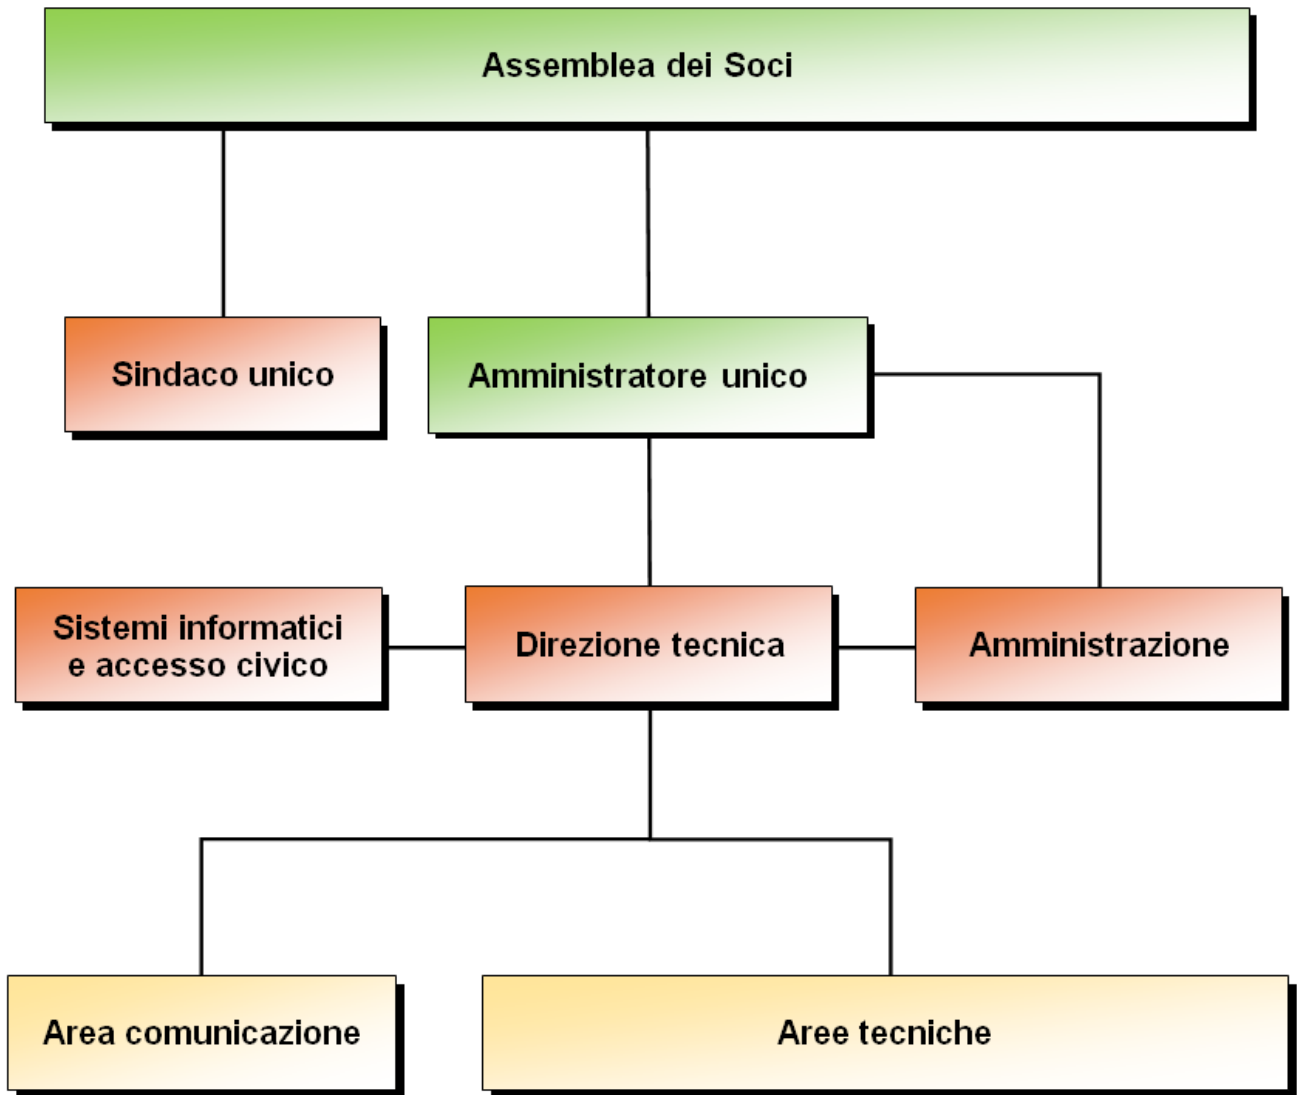 Assemblea dei Soci
Sindaco unico
Amministratore unico
Sistemi informatici
e accesso civico
Direzione tecnica
Amministrazione
Area comunicazione
Aree tecniche